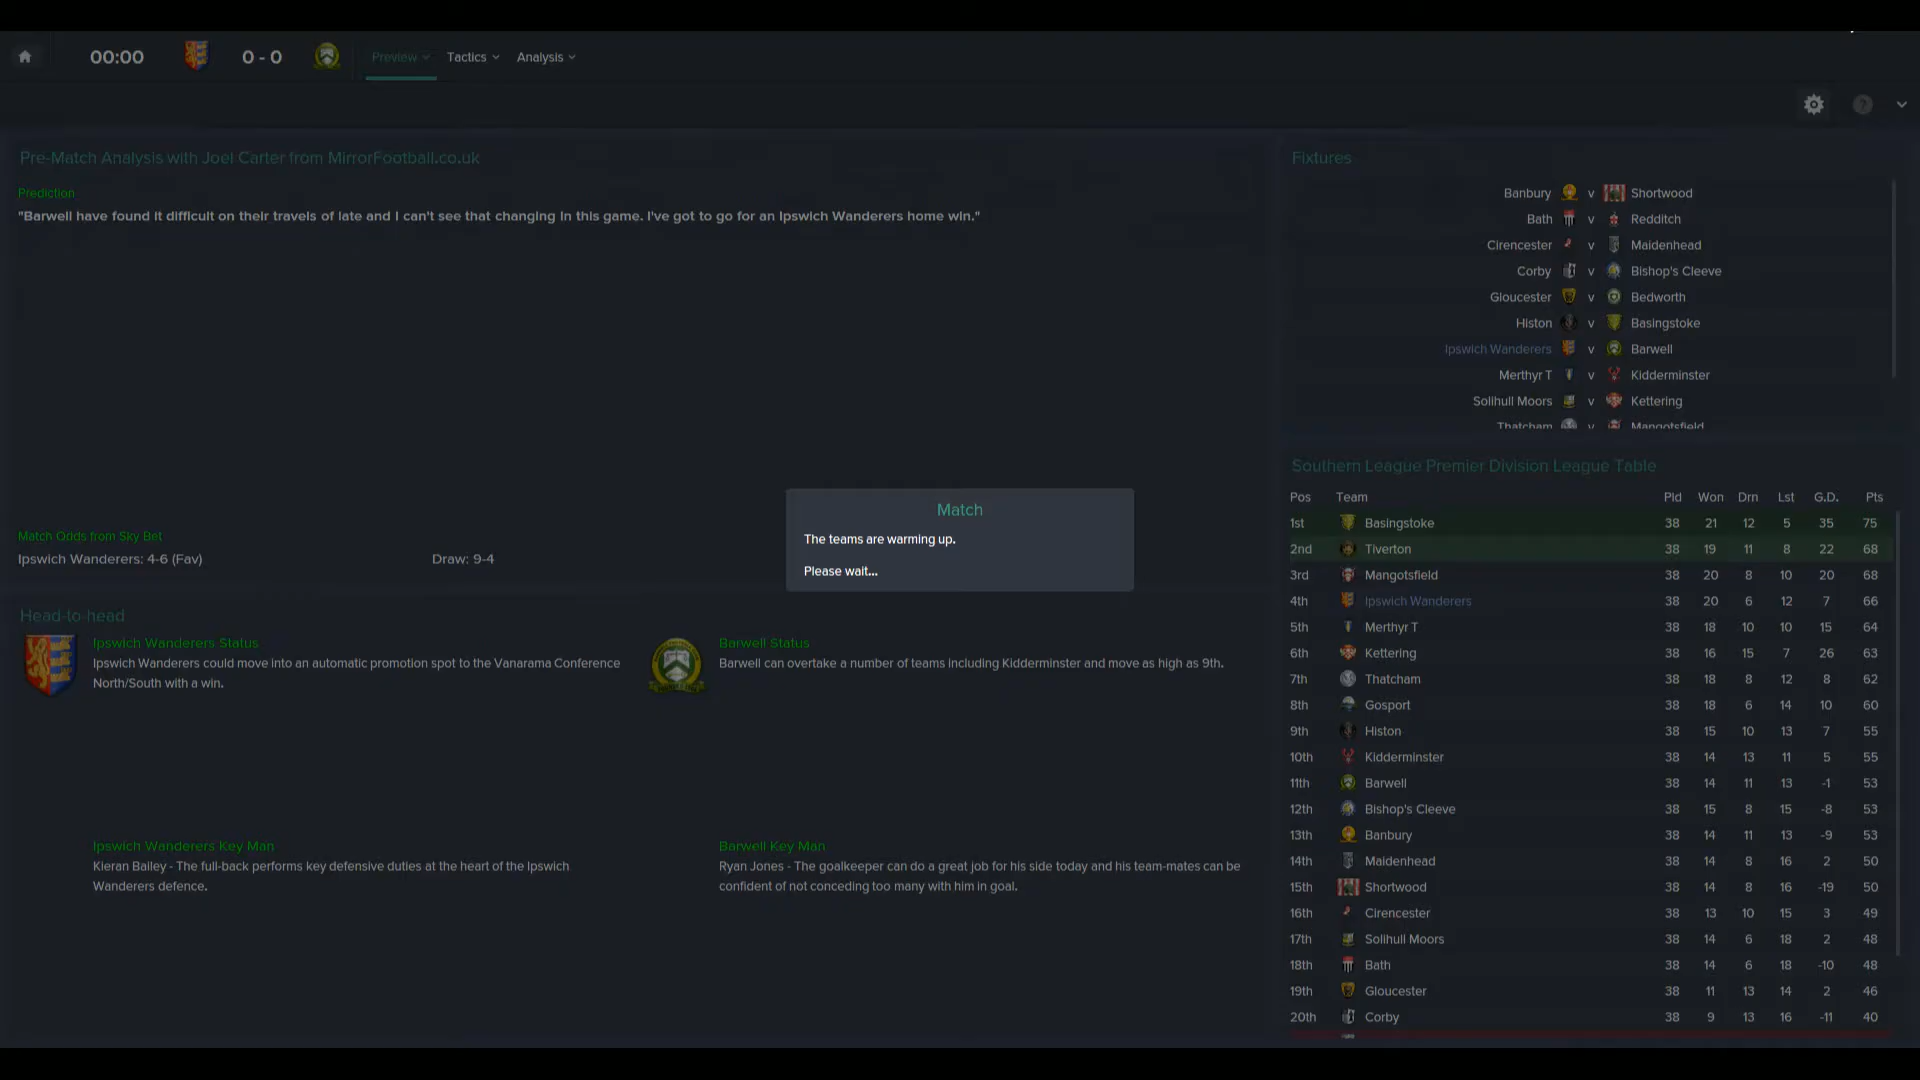 00:00
0 - 0
Preview
Tactics
Analysis
Pre-Match Analysis with Joel Carter from MirrorFootball.co.uk
Prediction
"Barwell have found it difficult on their travels of late and I can't see that changing in this game. I've got to go for an Ipswich Wanderers home win."
Match Odds from Sky Bet
Ipswich Wanderers: 4-6 (Fav)
Draw: 9-4
Match
The teams are warming up.
Please wait...
Head-to-head
Ipswich Wanderers Status
Ipswich Wanderers could move into an automatic promotion spot to the Vanarama Conference
North/South with a win.
Barwell Status
Barwell can overtake a number of teams including Kidderminster and move as high as 9th.
Ipswich Wanderers Key Man
Kieran Bailey - The full-back performs key defensive duties at the heart of the Ipswich
Wanderers defence.
Barwell Key Man
Ryan Jones - The goalkeeper can do a great job for his side today and his team-mates can be
confident of not conceding too many with him in goal.
Fixtures
Banbury v Shortwood
Bath v Redditch
Cirencester v Maidenhead
Corby v Bishop's Cleeve
Gloucester v Bedworth
Histon v Basingstoke
Ipswich Wanderers v Barwell
Merthyr T v Kidderminster
Solihull Moors v Kettering
Thatcham v Mangotsfield
Southern League Premier Division League Table
Pos Team Pld Won Drn Lst G.D. Pts
1st Basingstoke 38 21 12 5 35 75
2nd Tiverton 38 19 11 8 22 68
3rd Mangotsfield 38 20 8 10 20 68
4th Ipswich Wanderers 38 20 6 12 7 66
5th Merthyr T 38 18 10 10 15 64
6th Kettering 38 16 15 7 26 63
7th Thatcham 38 18 8 12 8 62
8th Gosport 38 18 6 14 10 60
9th Histon 38 15 10 13 7 55
10th Kidderminster 38 14 13 11 5 55
11th Barwell 38 14 11 13 -1 53
12th Bishop's Cleeve 38 15 8 15 -8 53
13th Banbury 38 14 11 13 -9 53
14th Maidenhead 38 14 8 16 2 50
15th Shortwood 38 14 8 16 -19 50
16th Cirencester 38 13 10 15 3 49
17th Solihull Moors 38 14 6 18 2 48
18th Bath 38 14 6 18 -10 48
19th Gloucester 38 11 13 14 2 46
20th Corby 38 9 13 16 -11 40